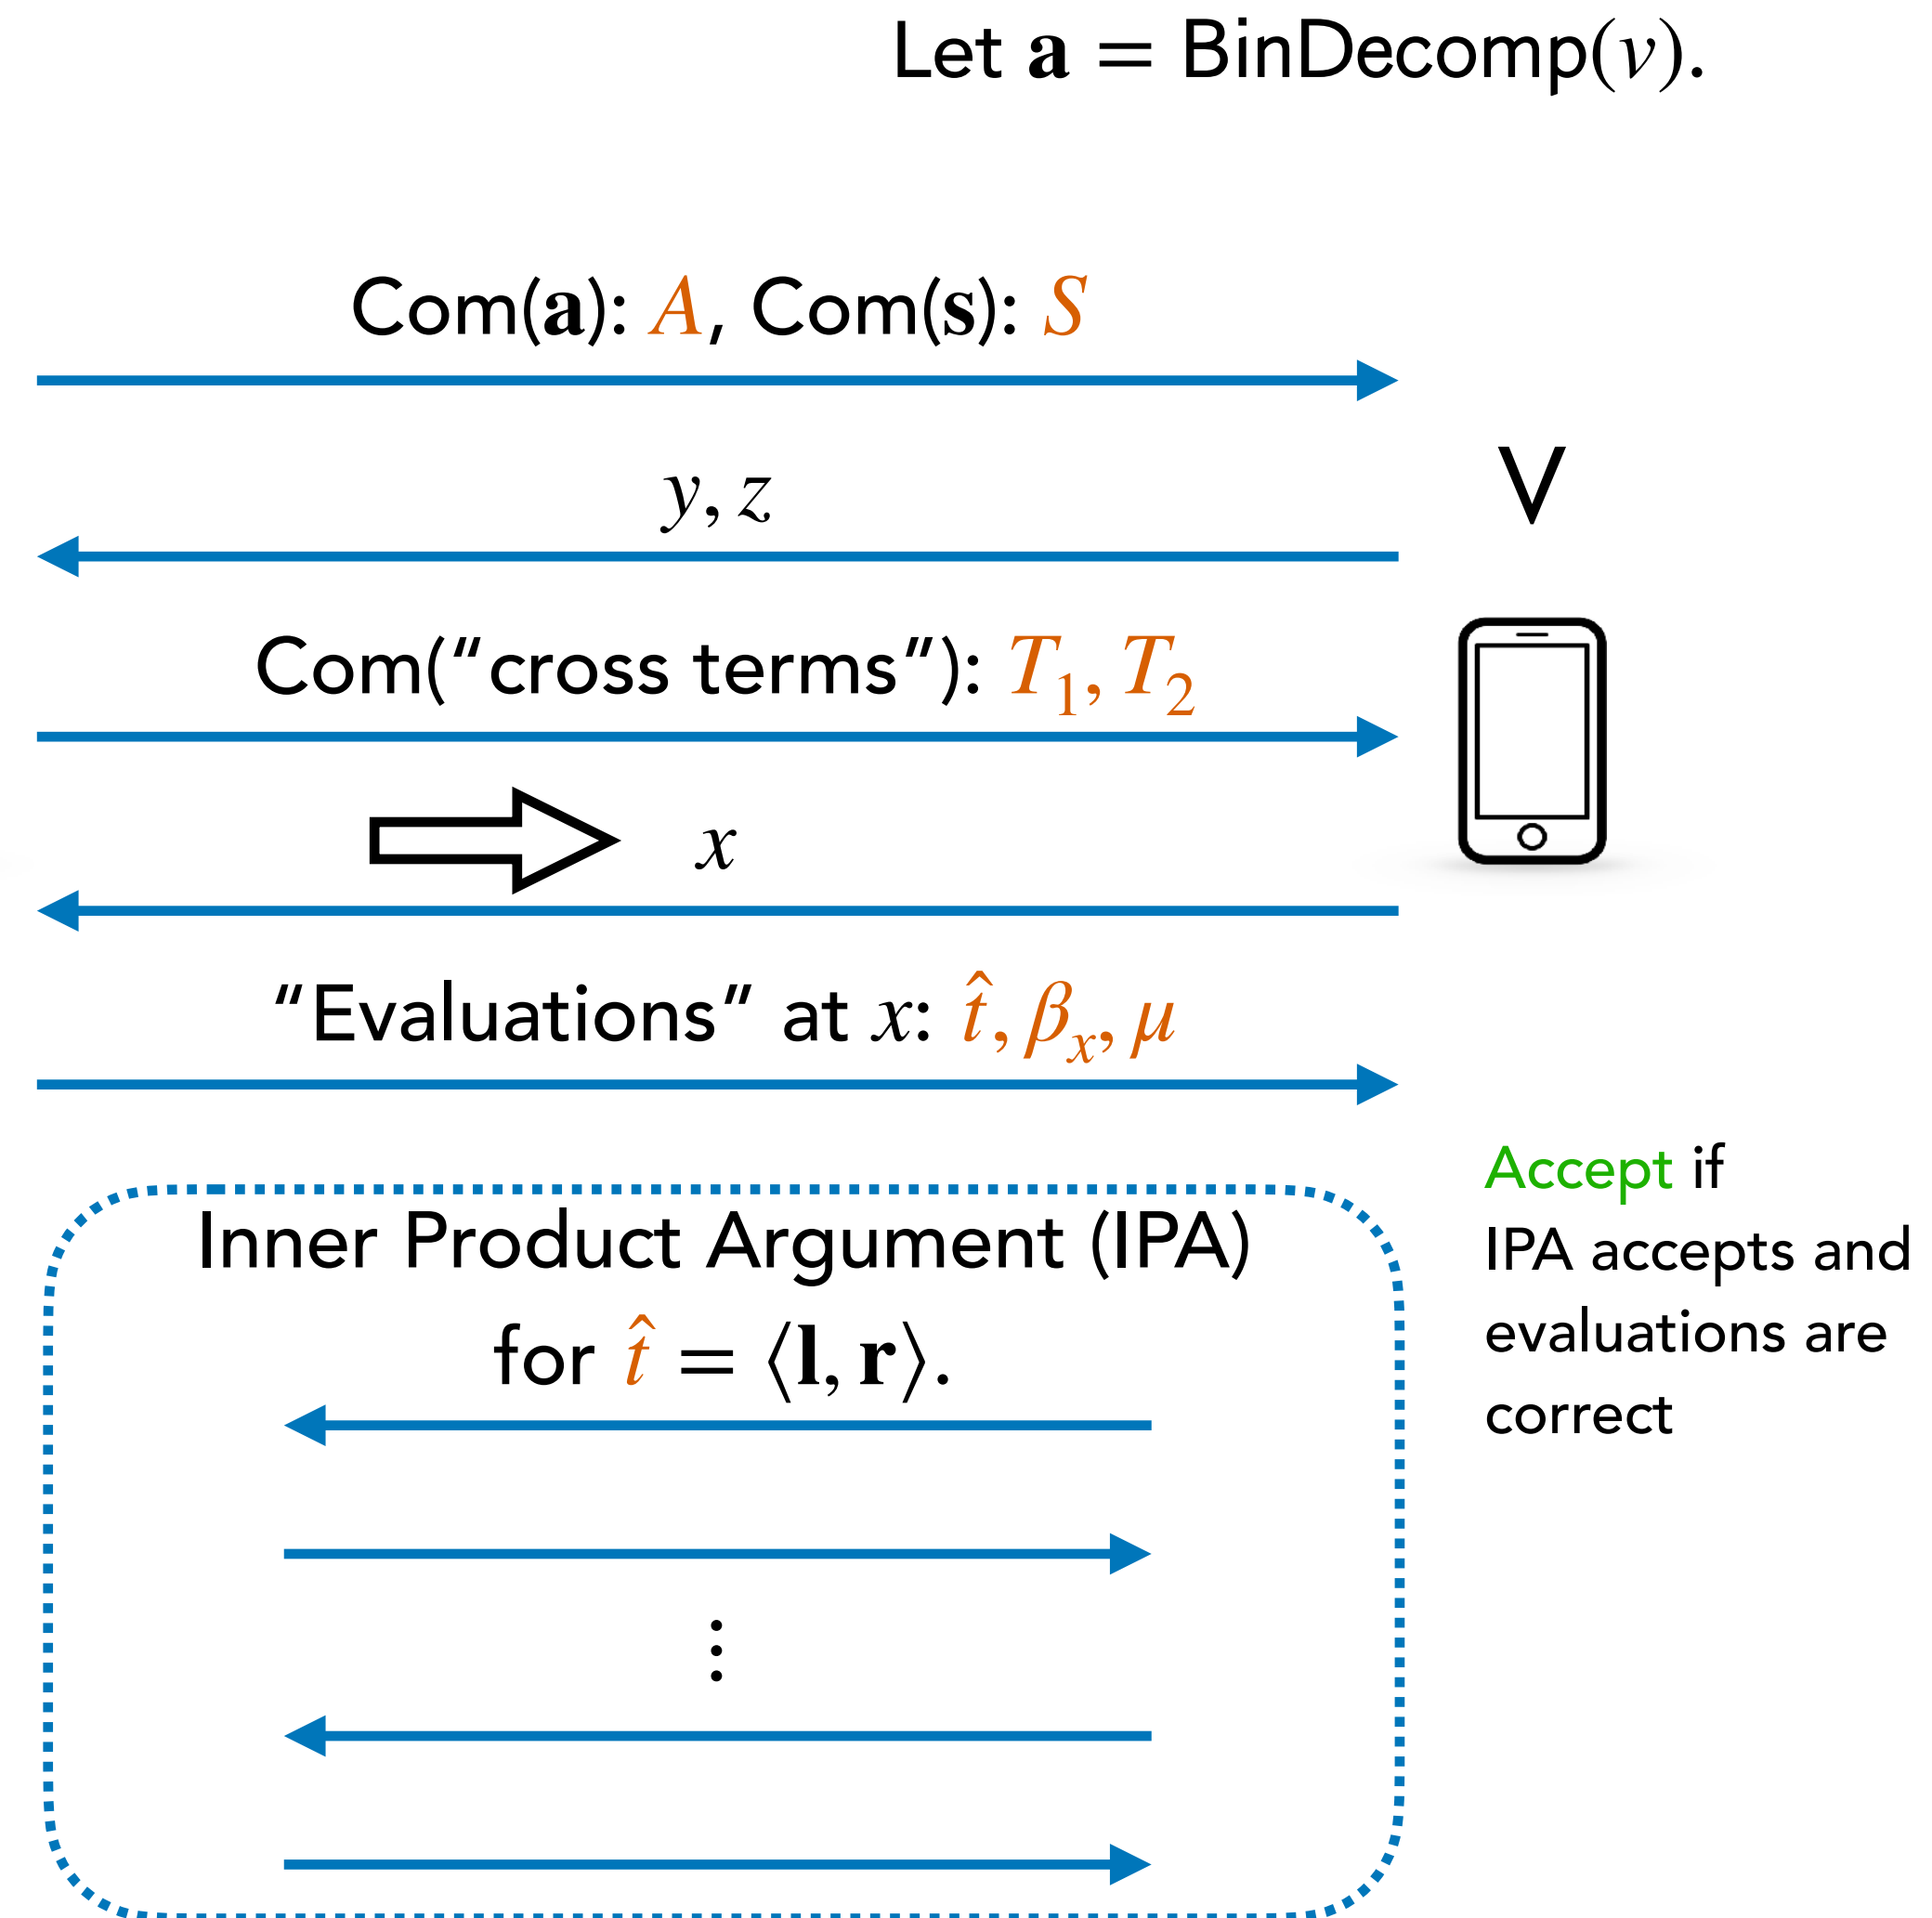 Let a = BinDecomp(v).
Com(a): A, Com(s): S
y, z
V
Com(“cross terms”): T₁, T₂
x
“Evaluations” at x: t̂, βₓ, μ
Accept if
IPA accepts and
evaluations are
correct
Inner Product Argument (IPA)
for t̂ = ⟨l, r⟩.
⋮